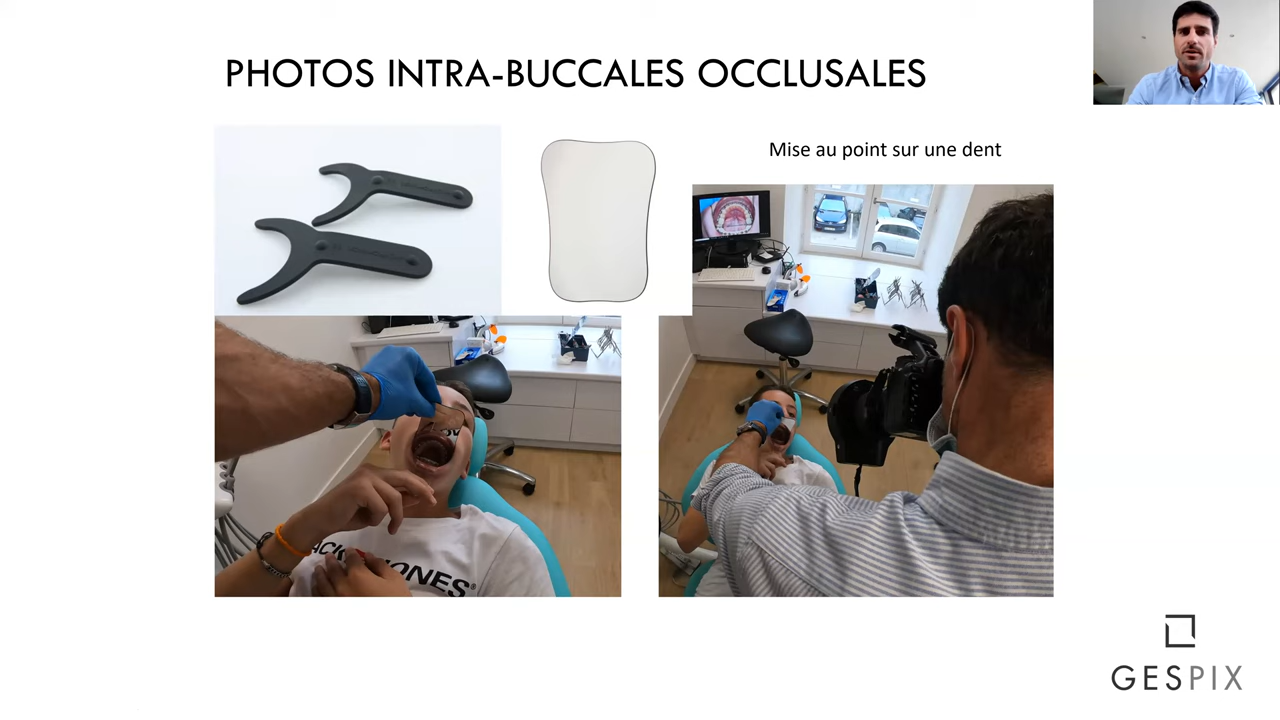 PHOTOS INTRA-BUCCALES OCCLUSALES
Mise au point sur une dent
GESPIX